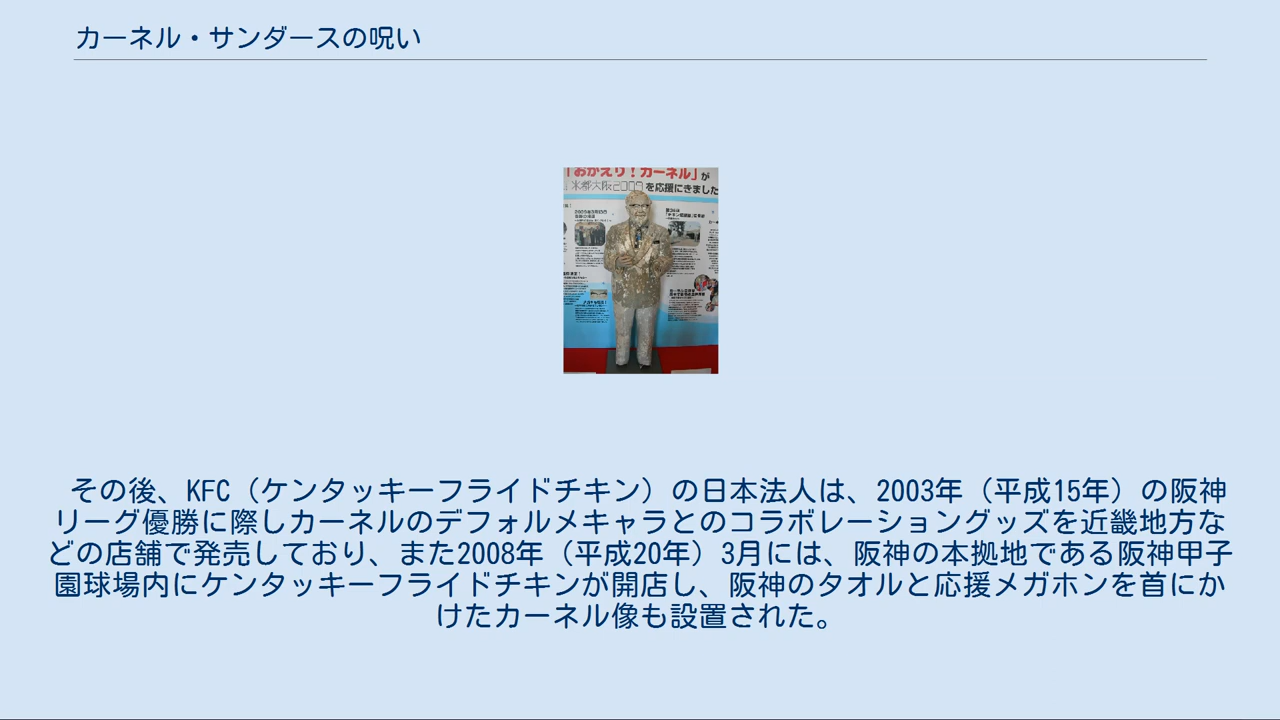 カーネル・サンダースの呪い
「おかえり！カーネル」が
水都大阪2009を応援にきました
その後、KFC（ケンタッキーフライドチキン）の日本法人は、2003年（平成15年）の阪神
リーグ優勝に際しカーネルのデフォルメキャラとのコラボレーショングッズを近畿地方な
どの店舗で発売しており、また2008年（平成20年）3月には、阪神の本拠地である阪神甲子
園球場内にケンタッキーフライドチキンが開店し、阪神のタオルと応援メガホンを首にか
けたカーネル像も設置された。